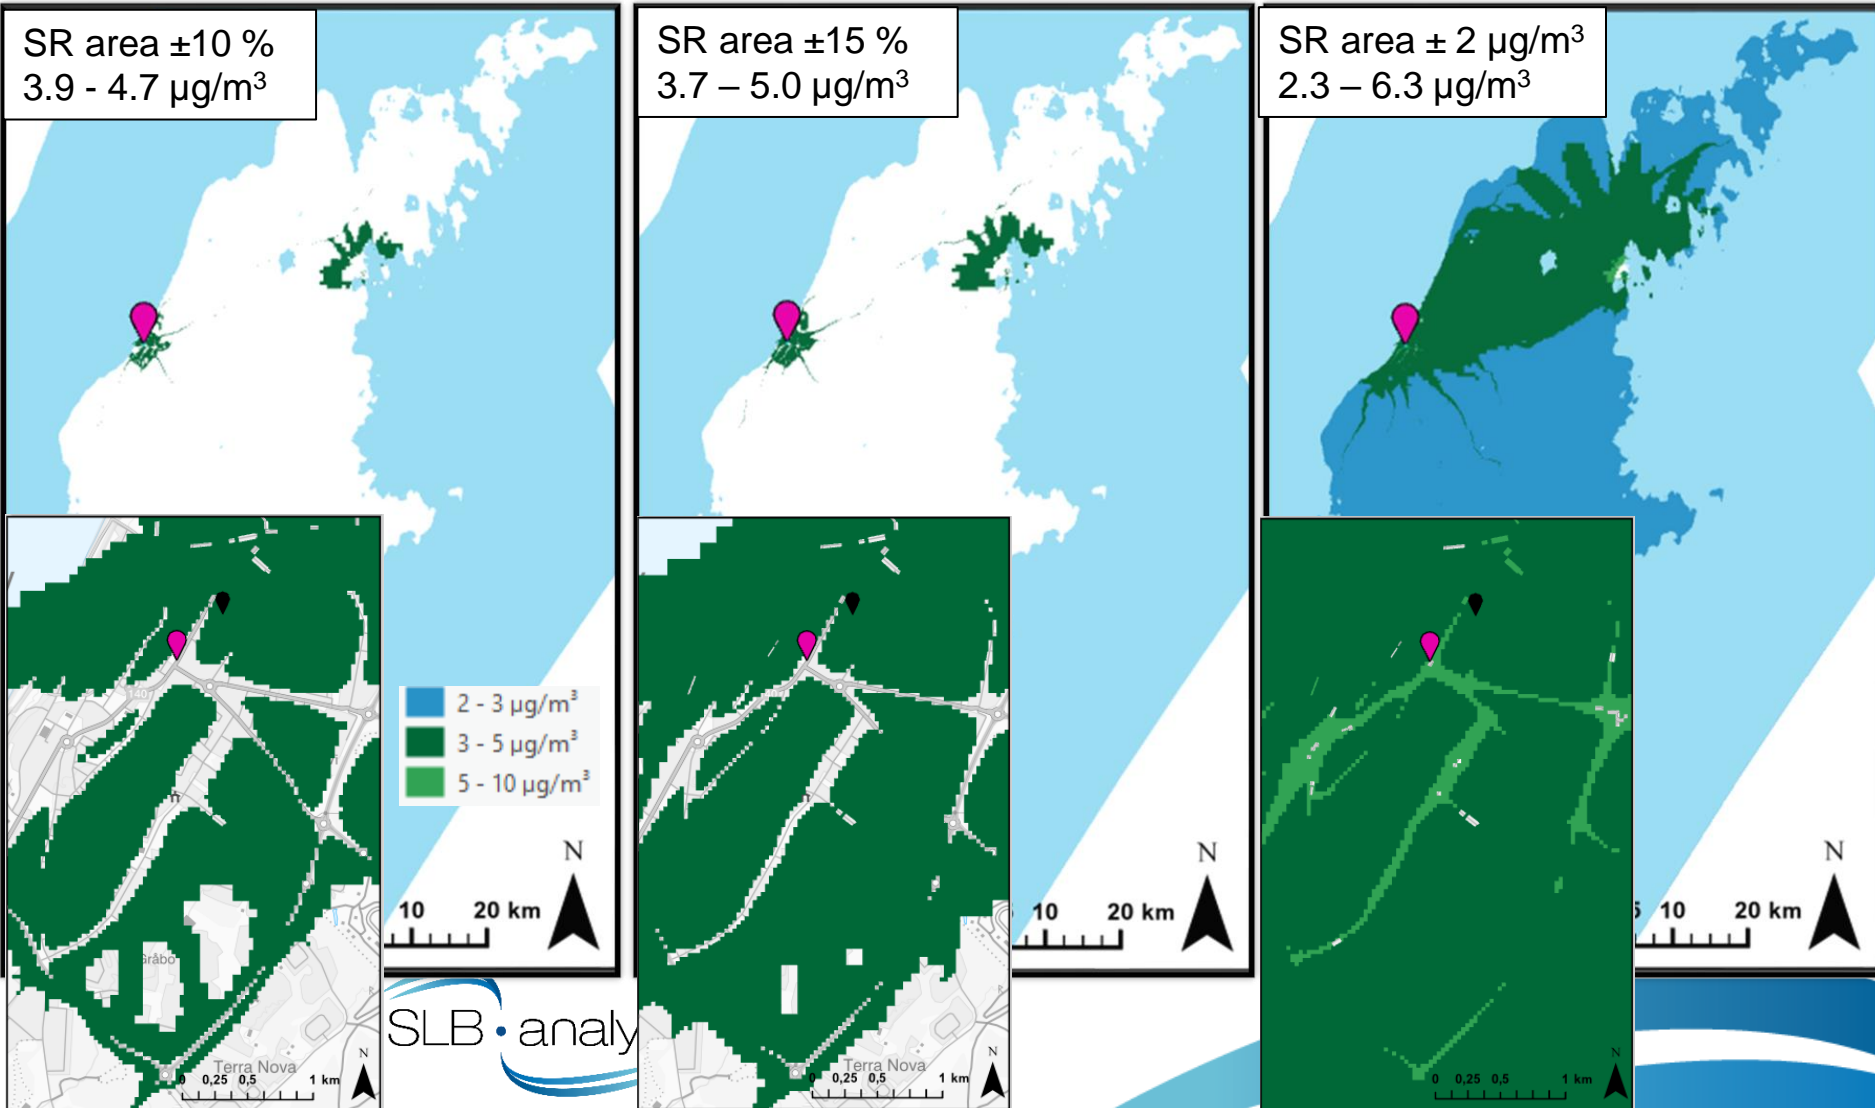 SR area ±10 %
3.9 - 4.7 µg/m³
SR area ±15 %
3.7 – 5.0 µg/m³
SR area ± 2 µg/m³
2.3 – 6.3 µg/m³
140
Gråbo
Terra Nova
N
0 0,25 0,5 1 km
2 - 3 µg/m³
3 - 5 µg/m³
5 - 10 µg/m³
N
10 20 km
SLB · analy
Terra Nova
N
0 0,25 0,5 1 km
N
10 20 km
N
0 0,25 0,5 1 km
N
5 10 20 km